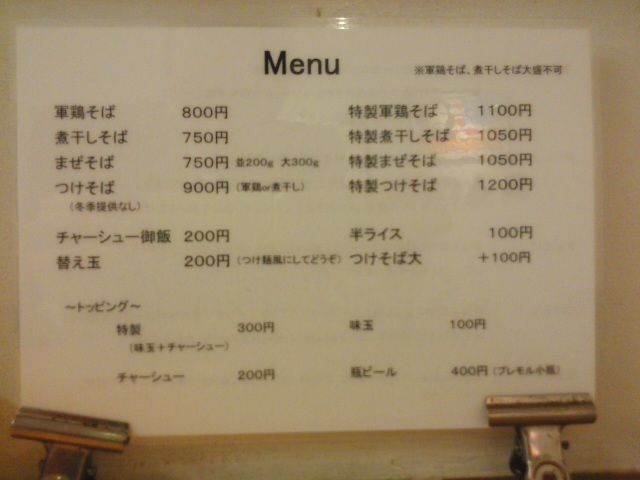 Menu
※軍鶏そば、煮干しそば大盛不可
軍鶏そば 800円 特製軍鶏そば 1100円
煮干しそば 750円 特製煮干しそば 1050円
まぜそば 750円 並200g 大300g 特製まぜそば 1050円
つけそば 900円 (軍鶏or煮干し) 特製つけそば 1200円
(冬季提供なし)
チャーシュー御飯 200円 半ライス 100円
替え玉 200円 (つけ麺風にしてどうぞ) つけそば大 +100円
~トッピング~
特製 300円 味玉 100円
(味玉+チャーシュー)
チャーシュー 200円 瓶ビール 400円 (プレモル小瓶)